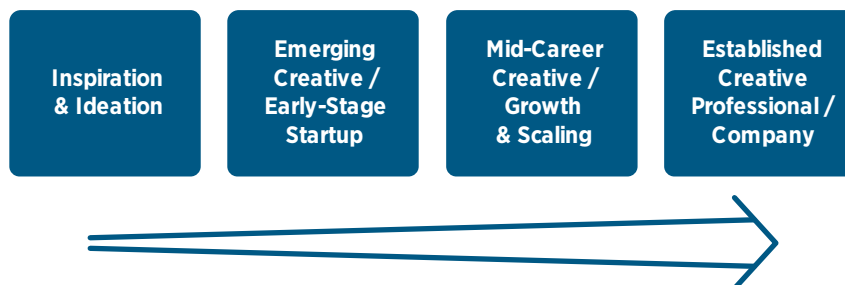 Inspiration
& Ideation
Emerging
Creative /
Early-Stage
Startup
Mid-Career
Creative /
Growth
& Scaling
Established
Creative
Professional /
Company